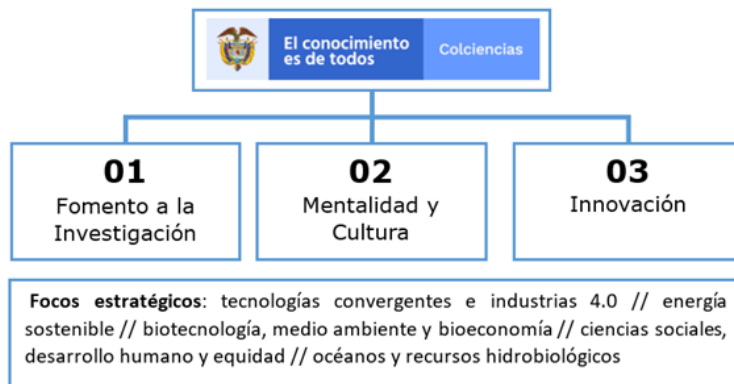 El conocimiento
es de todos
Colciencias
01
Fomento a la
Investigación
02
Mentalidad y
Cultura
03
Innovación
Focos estratégicos: tecnologías convergentes e industrias 4.0 // energía
sostenible // biotecnología, medio ambiente y bioeconomía // ciencias sociales,
desarrollo humano y equidad // océanos y recursos hidrobiológicos